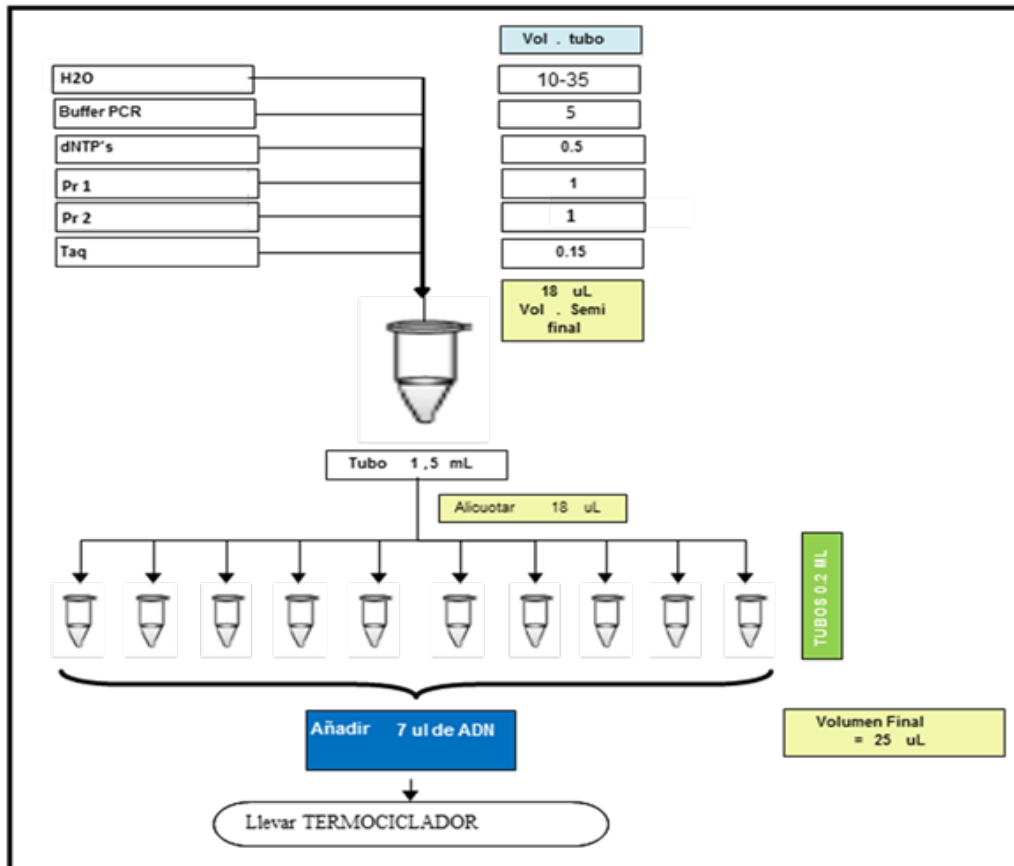 Vol . tubo
H2O
10-35
Buffer PCR
5
dNTP´s
0.5
Pr 1
1
Pr 2
1
Taq
0.15
18 uL
Vol . Semi
final
Tubo 1,5 mL
Alicuotar 18 uL
TUBOS 0.2 ML
Añadir 7 ul de ADN
Volumen Final
= 25 uL
Llevar TERMOCICLADOR